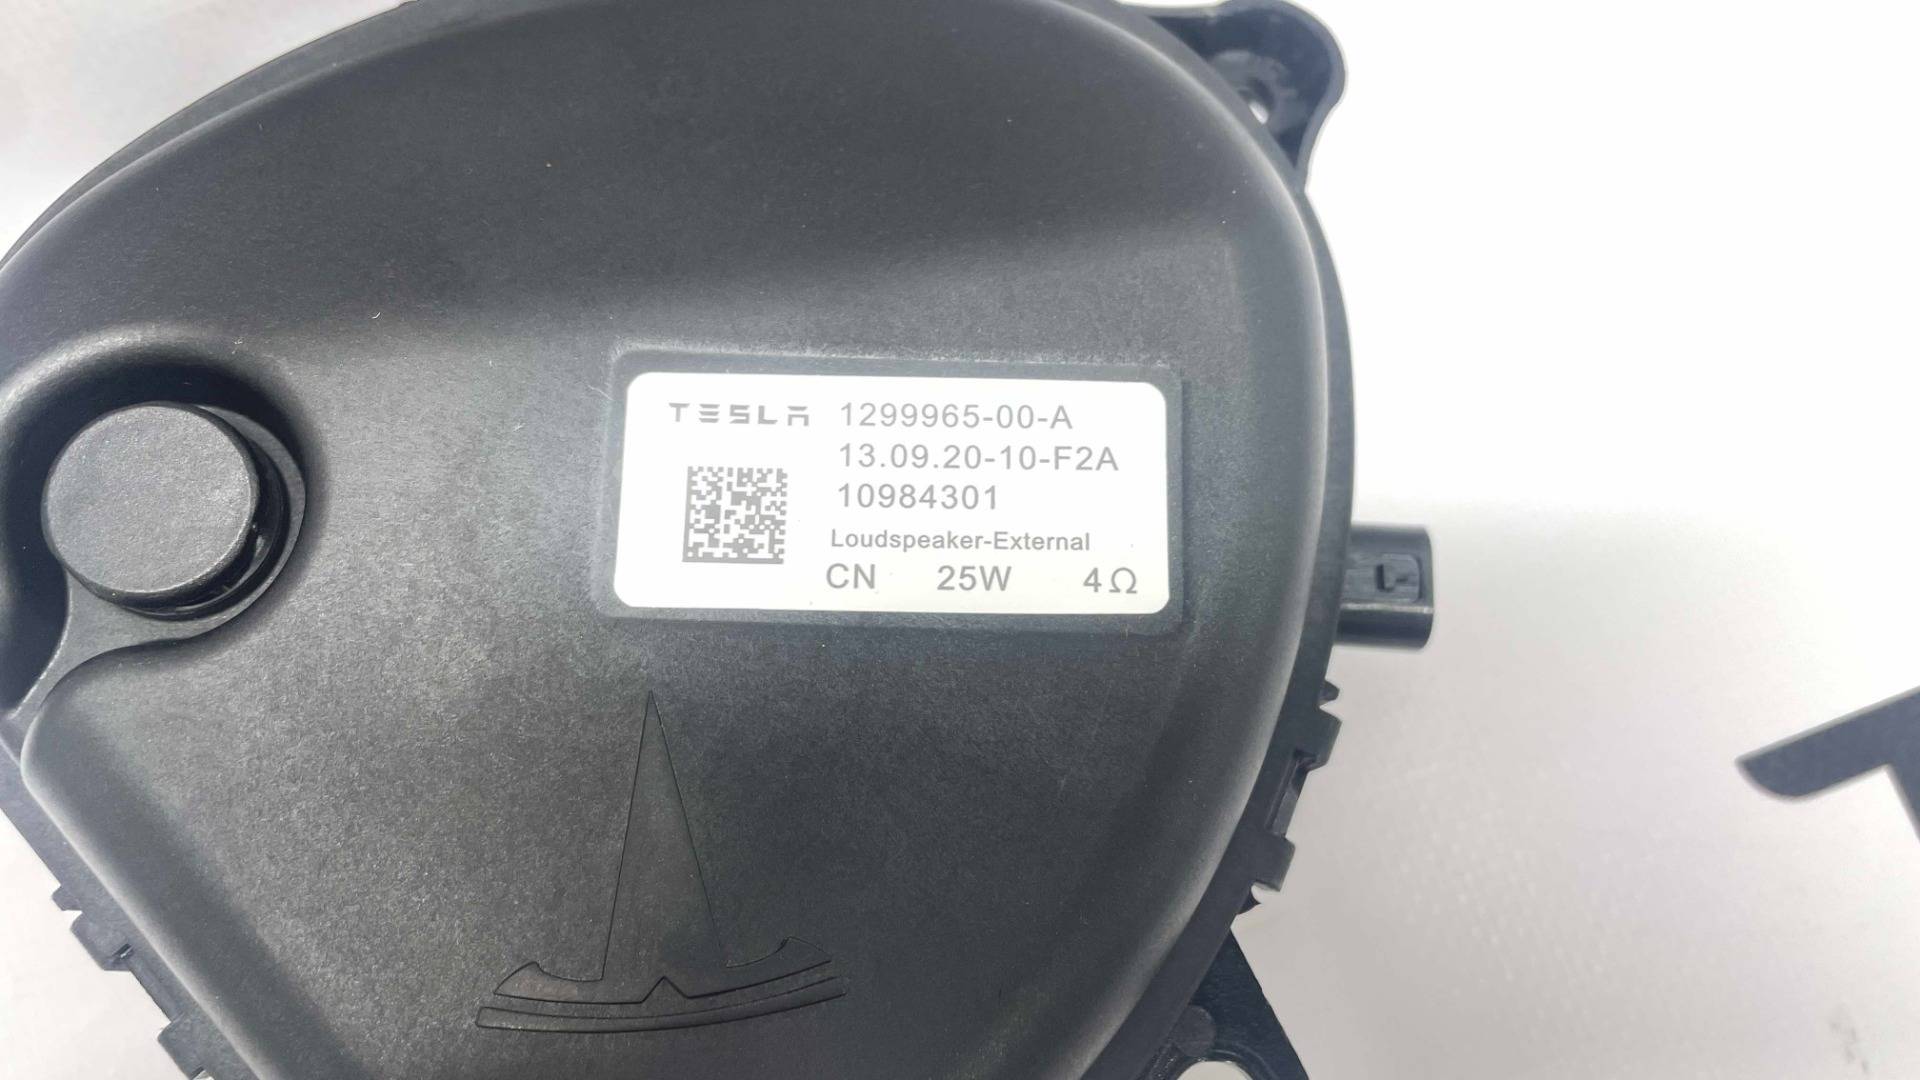 TESLA 1299965-00-A
13.09.20-10-F2A
10984301
Loudspeaker-External
CN 25W 4Ω